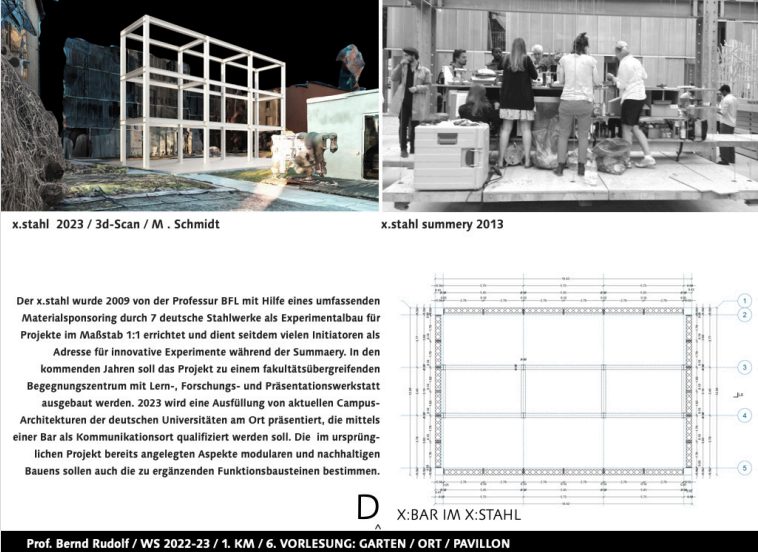 x.stahl 2023 / 3d-Scan / M . Schmidt
x.stahl summery 2013
Der x.stahl wurde 2009 von der Professur BFL mit Hilfe eines umfassenden
Materialsponsoring durch 7 deutsche Stahlwerke als Experimentalbau für
Projekte im Maßstab 1:1 errichtet und dient seitdem vielen Initiatoren als
Adresse für innovative Experimente während der Summaery. In den
kommenden Jahren soll das Projekt zu einem fakultätsübergreifenden
Begegnungszentrum mit Lern-, Forschungs- und Präsentationswerkstatt
ausgebaut werden. 2023 wird eine Ausfüllung von aktuellen Campus-
Architekturen der deutschen Universitäten am Ort präsentiert, die mittels
einer Bar als Kommunikationsort qualifiziert werden soll. Die im ursprüng-
lichen Projekt bereits angelegten Aspekte modularen und nachhaltigen
Bauens sollen auch die zu ergänzenden Funktionsbausteinen bestimmen.
1
2
3
4
5
D
^
X:BAR IM X:STAHL
Prof. Bernd Rudolf / WS 2022-23 / 1. KM / 6. VORLESUNG: GARTEN / ORT / PAVILLON